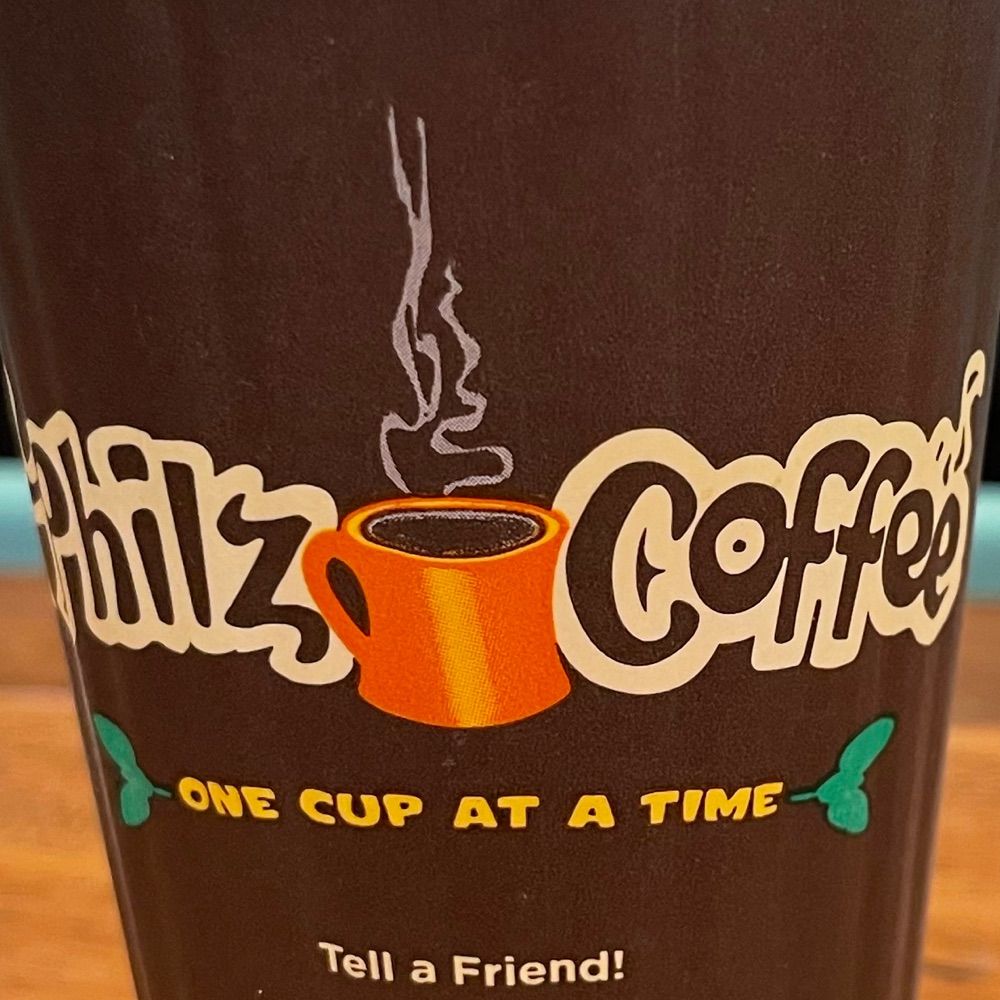 Philz Coffee
ONE CUP AT A TIME
Tell a Friend!